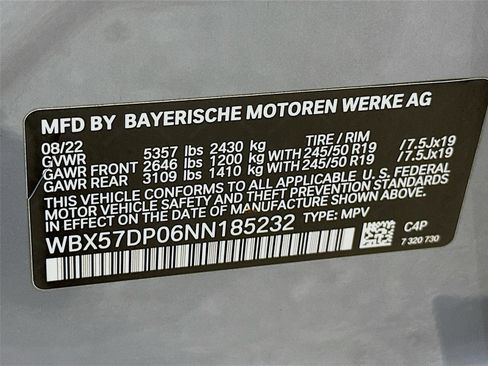 MFD BY BAYERISCHE MOTOREN WERKE AG
08/22 TIRE / RIM
GVWR 5357 lbs 2430 kg
GAWR FRONT 2646 lbs 1200 kg WITH 245/50 R19 /7.5Jx19
GAWR REAR 3109 lbs 1410 kg WITH 245/50 R19 /7.5Jx19
THIS VEHICLE CONFORMS TO ALL APPLICABLE U. S. FEDERAL
MOTOR VEHICLE SAFETY AND THEFT PREVENTION STANDARDS IN
EFFECT ON THE DATE OF MANUFACTURE SHOWN ABOVE.
WBX57DP06NN185232 TYPE: MPV
C4P
7 320 730